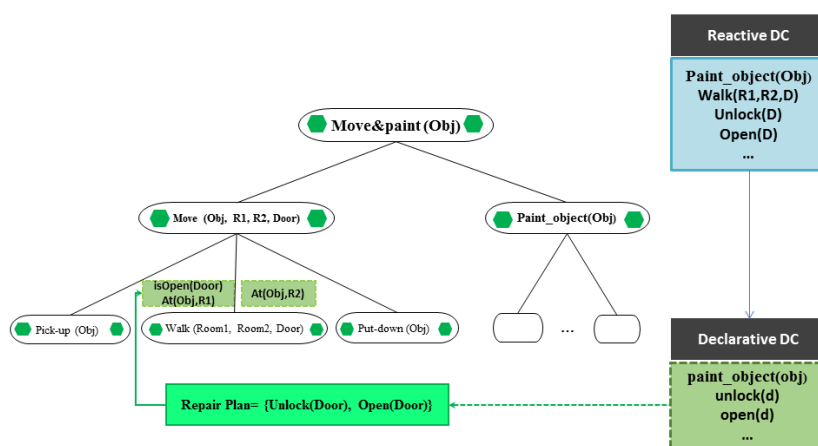 Reactive DC
Paint_object(Obj)
Walk(R1,R2,D)
Unlock(D)
Open(D)
...
Move&paint (Obj)
Move (Obj, R1, R2, Door)
Paint_object(Obj)
isOpen(Door)
At(Obj,R1)
At(Obj,R2)
Pick-up (Obj)
Walk (Room1, Room2, Door)
Put-down (Obj)
...
Declarative DC
paint_object(obj)
unlock(d)
open(d)
...
Repair Plan= {Unlock(Door), Open(Door)}